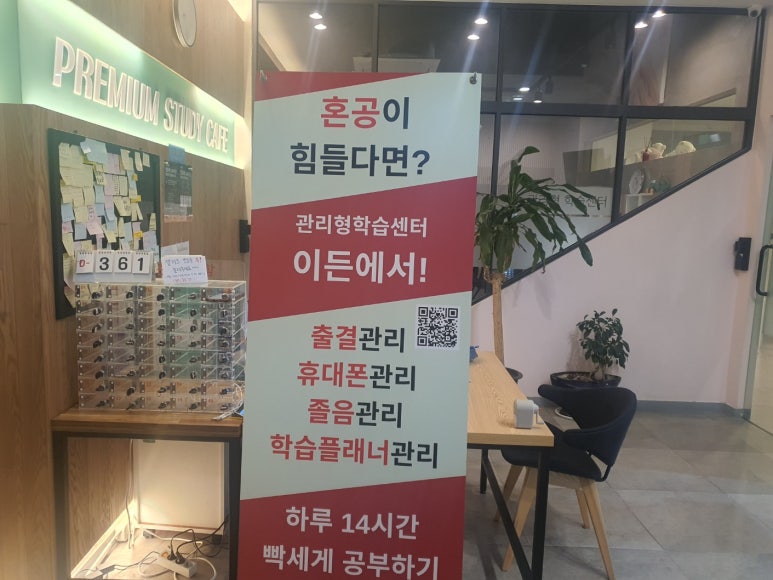 PREMIUM STUDY CAFE
D-361
혼공이
힘들다면?
관리형학습센터
이든에서!
출결관리
휴대폰관리
졸음관리
학습플래너관리
하루 14시간
빡세게 공부하기